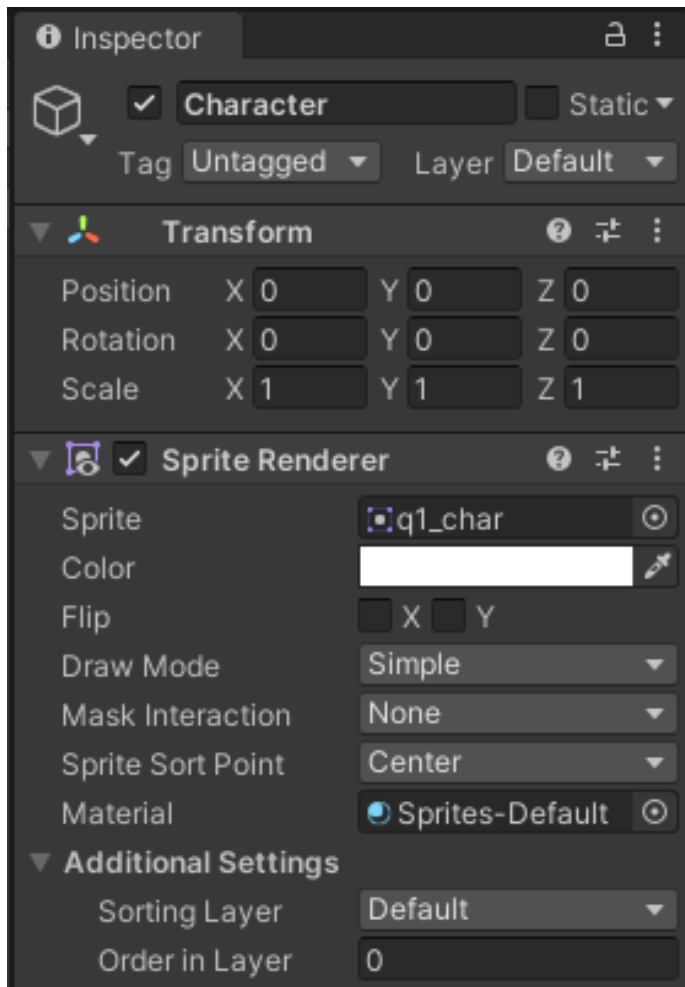 Inspector
Character Static
Tag Untagged Layer Default
Transform
Position X 0 Y 0 Z 0
Rotation X 0 Y 0 Z 0
Scale X 1 Y 1 Z 1
Sprite Renderer
Sprite q1_char
Color
Flip X Y
Draw Mode Simple
Mask Interaction None
Sprite Sort Point Center
Material Sprites-Default
Additional Settings
Sorting Layer Default
Order in Layer 0